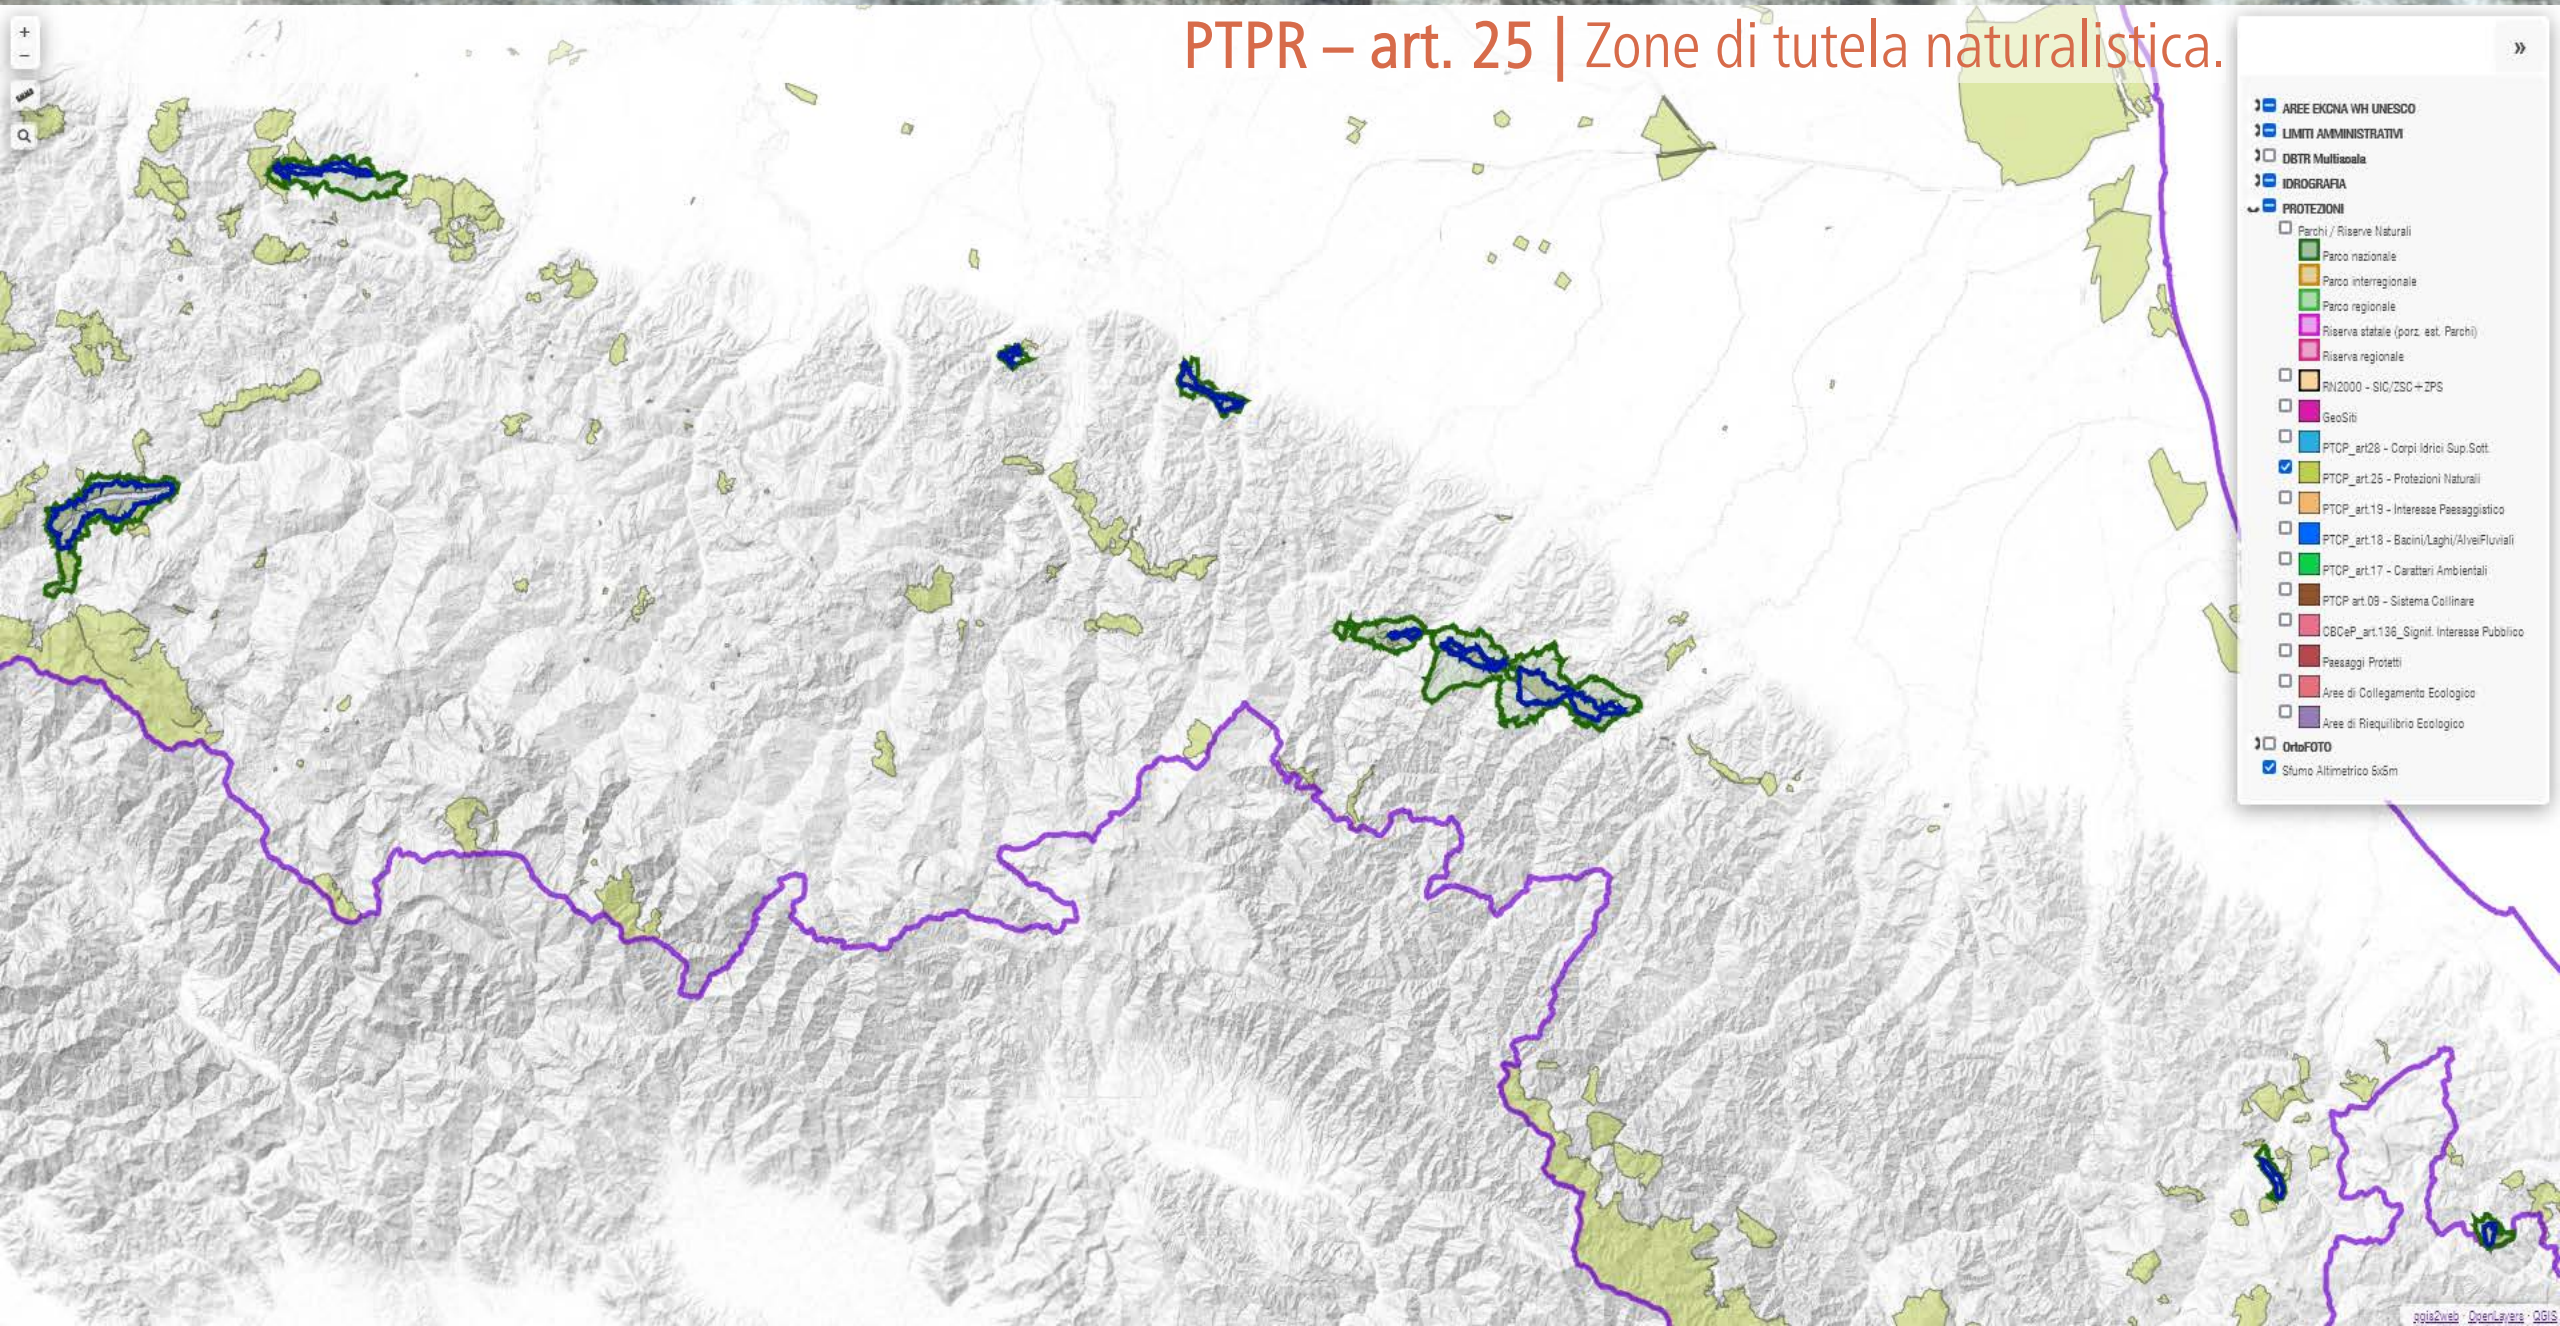 PTPR – art. 25 | Zone di tutela naturalistica.
+
−
»
AREE EKCNA WH UNESCO
LIMITI AMMINISTRATIVI
DBTR Multiscala
IDROGRAFIA
PROTEZIONI
Parchi / Riserve Naturali
Parco nazionale
Parco interregionale
Parco regionale
Riserva statale (porz. est. Parchi)
Riserva regionale
RN2000 - SIC/ZSC+ZPS
GeoSiti
PTCP_art28 - Corpi Idrici Sup.Sott.
PTCP_art.25 - Protezioni Naturali
PTCP_art.19 - Interesse Paesaggistico
PTCP_art.18 - Bacini/Laghi/AlveiFluviali
PTCP_art.17 - Caratteri Ambientali
PTCP art.09 - Sistema Collinare
CBCeP_art.136_Signif. Interesse Pubblico
Paesaggi Protetti
Aree di Collegamento Ecologico
Aree di Riequilibrio Ecologico
OrtoFOTO
Sfumo Altimetrico 5x5m
qgis2web · OpenLayers · QGIS